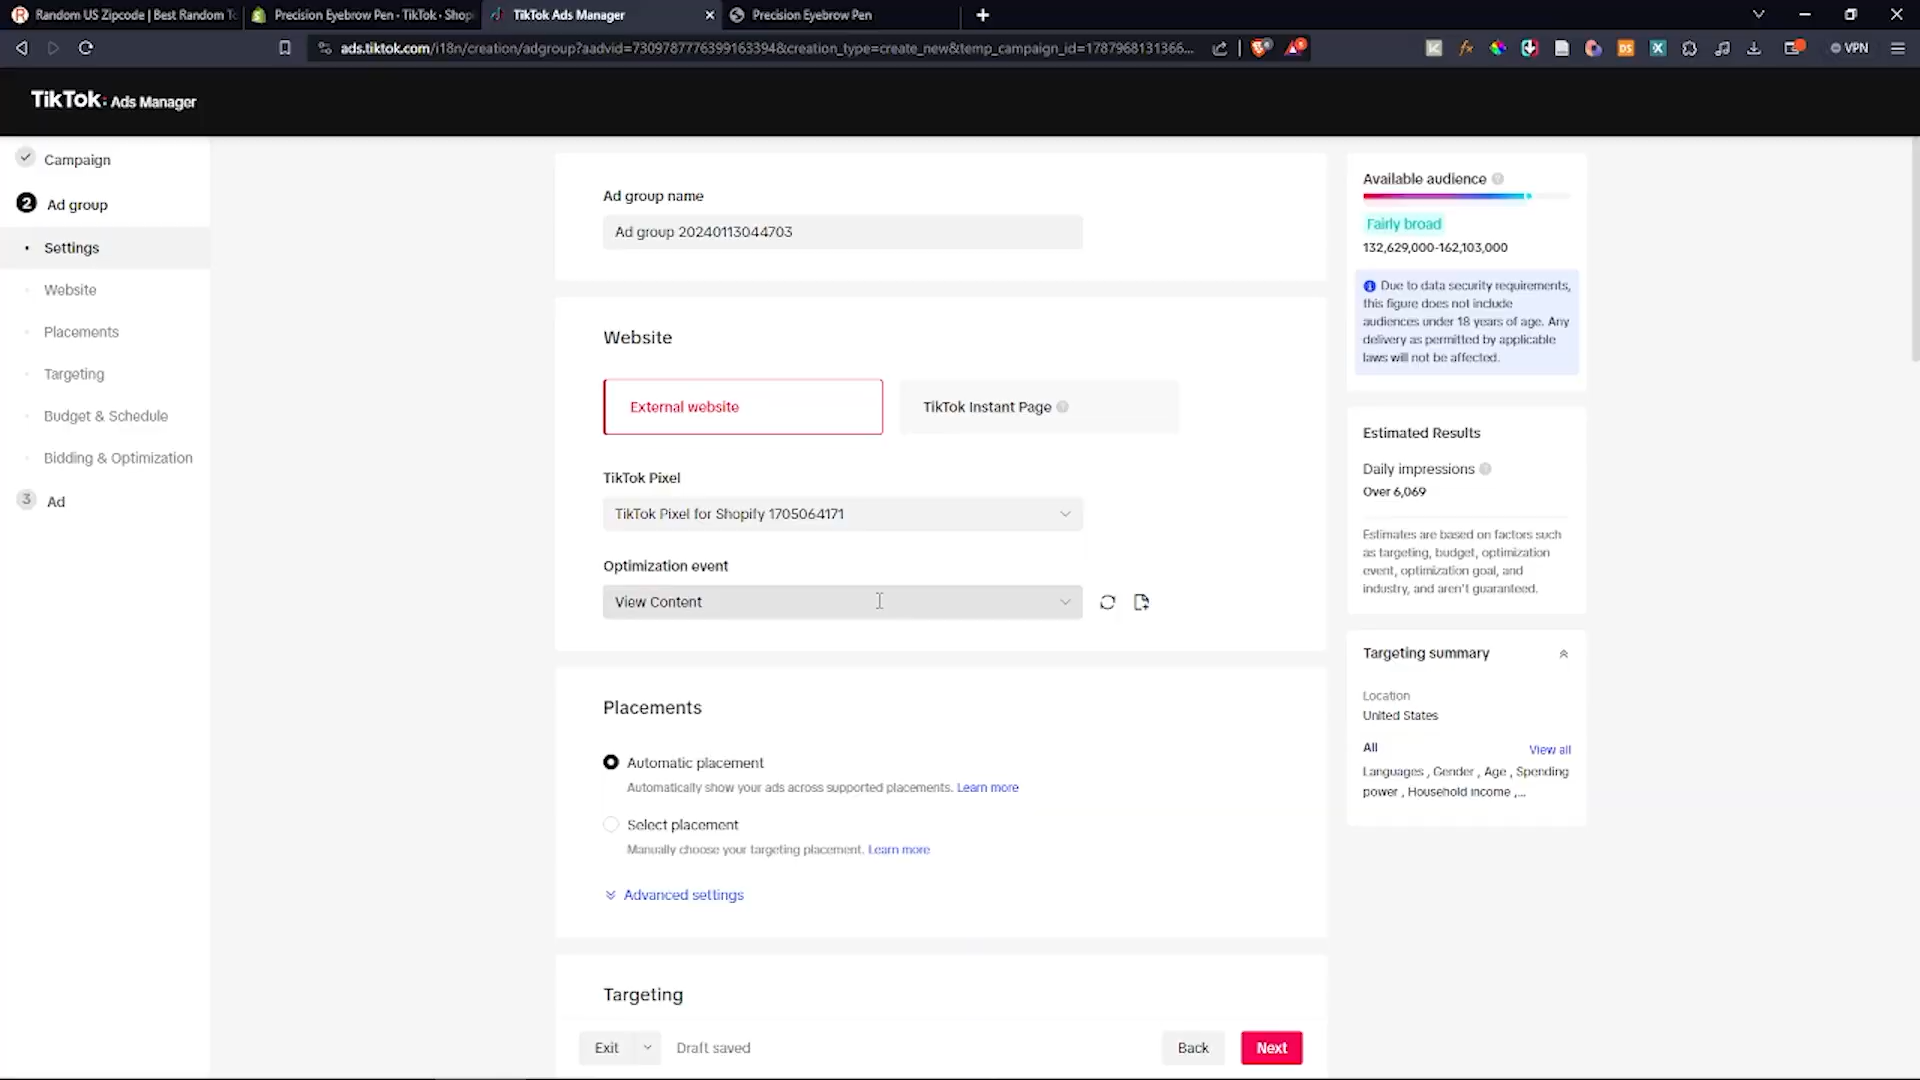 Random US Zipcode | Best Random To
Precision Eyebrow Pen - TikTok · Shop
TikTok Ads Manager
Precision Eyebrow Pen
ads.tiktok.com/i18n/creation/adgroup?aadvid=7309787776399163394&creation_type=create_new&temp_campaign_id=1787968131366...
VPN
TikTok: Ads Manager
Campaign
2 Ad group
Settings
Website
Placements
Targeting
Budget & Schedule
Bidding & Optimization
3 Ad
Ad group name
Ad group 20240113044703
Website
External website
TikTok Instant Page
TikTok Pixel
TikTok Pixel for Shopify 1705064171
Optimization event
View Content
Placements
Automatic placement
Automatically show your ads across supported placements. Learn more
Select placement
Manually choose your targeting placement. Learn more
Advanced settings
Targeting
Exit
Draft saved
Back
Next
Available audience
Fairly broad
132,629,000-162,103,000
Due to data security requirements,
this figure does not include
audiences under 18 years of age. Any
delivery as permitted by applicable
laws will not be affected.
Estimated Results
Daily impressions
Over 6,069
Estimates are based on factors such
as targeting, budget, optimization
event, optimization goal, and
industry, and aren't guaranteed.
Targeting summary
Location
United States
All
View all
Languages , Gender , Age , Spending
power , Household income ,...